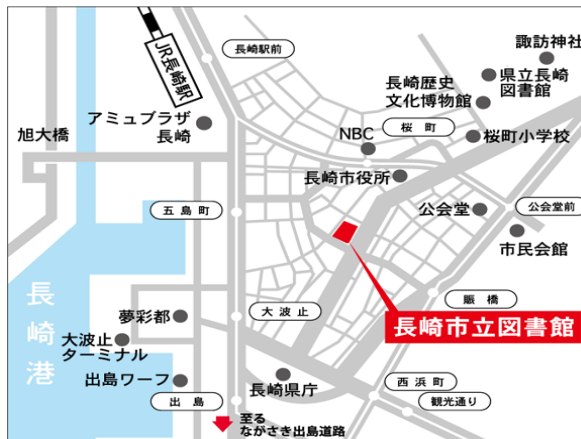 JR長崎駅
長崎駅前
諏訪神社
県立長崎
図書館
長崎歴史
文化博物館
アミュプラザ
長崎
旭大橋
NBC
桜町
桜町小学校
長崎市役所
五島町
公会堂
公会堂前
市民会館
長崎港
夢彩都
大波止
賑橋
大波止
ターミナル
長崎市立図書館
出島ワーフ
長崎県庁
西浜町
出島
観光通り
至る
ながさき出島道路